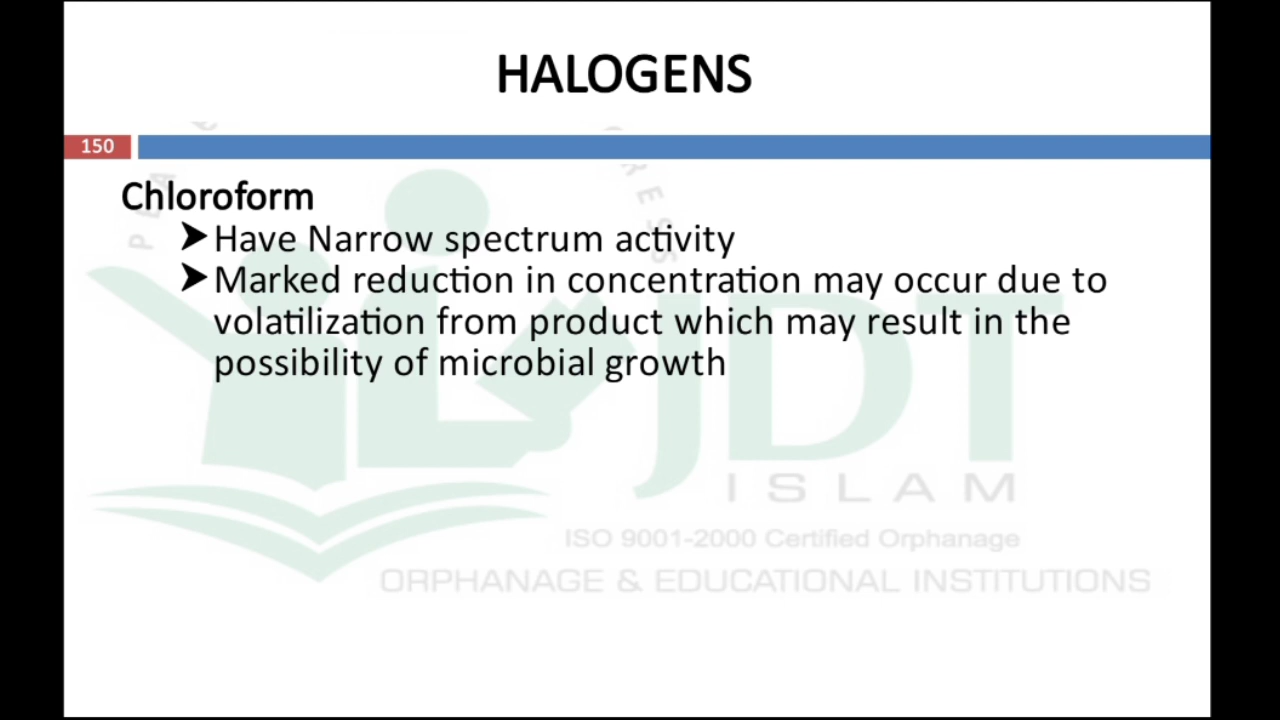 HALOGENS
150
Chloroform
➤Have Narrow spectrum activity
➤Marked reduction in concentration may occur due to
volatilization from product which may result in the
possibility of microbial growth
JDT
ISLAM
ISO 9001-2000 Certified Orphanage
ORPHANAGE & EDUCATIONAL INSTITUTIONS